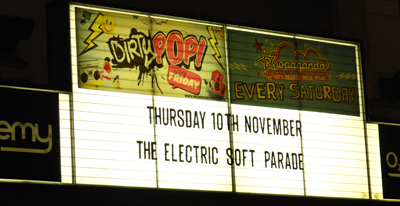 DIRTY POP!
FRIDAY
Propaganda
EVERY SATURDAY
THURSDAY 10TH NOVEMBER
THE ELECTRIC SOFT PARADE
emy